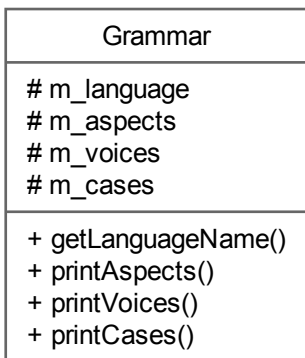 Grammar
# m_language
# m_aspects
# m_voices
# m_cases
+ getLanguageName()
+ printAspects()
+ printVoices()
+ printCases()